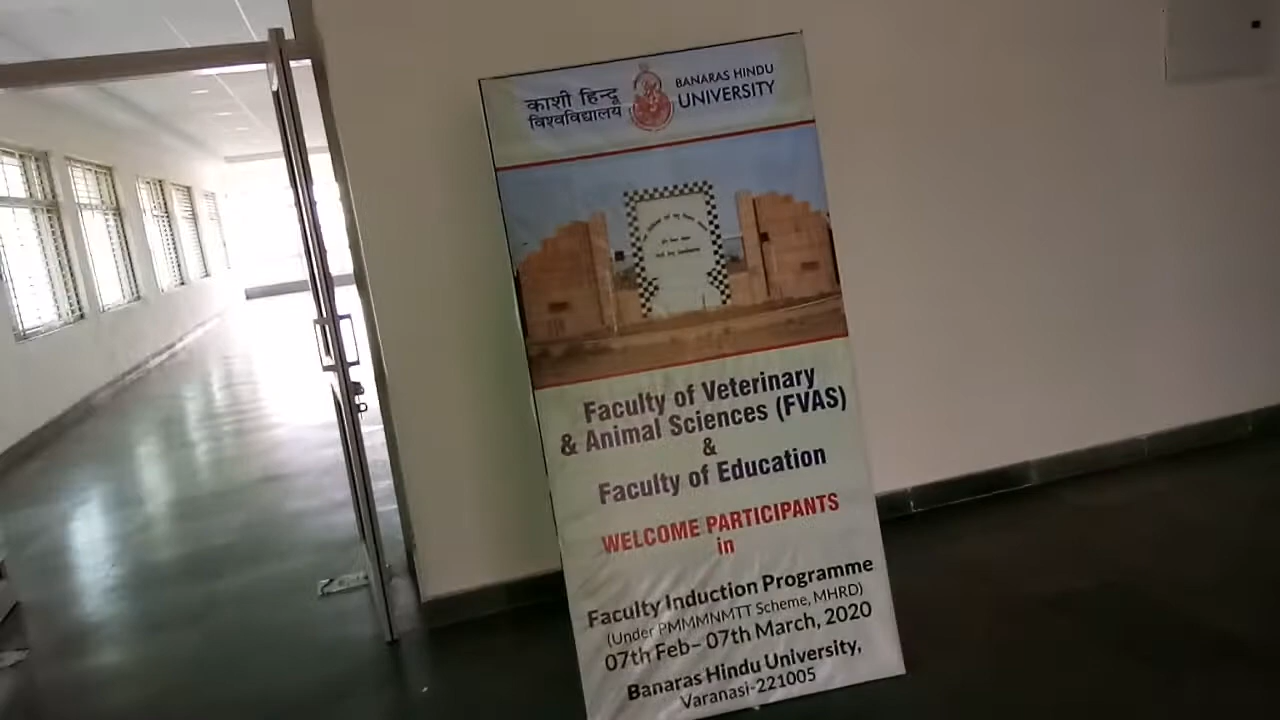 काशी हिन्दू
विश्वविद्यालय
BANARAS HINDU
UNIVERSITY
Faculty of Veterinary
& Animal Sciences (FVAS)
&
Faculty of Education
WELCOME PARTICIPANTS
in
Faculty Induction Programme
(Under PMMMNMTT Scheme, MHRD)
07th Feb– 07th March, 2020
Banaras Hindu University,
Varanasi-221005